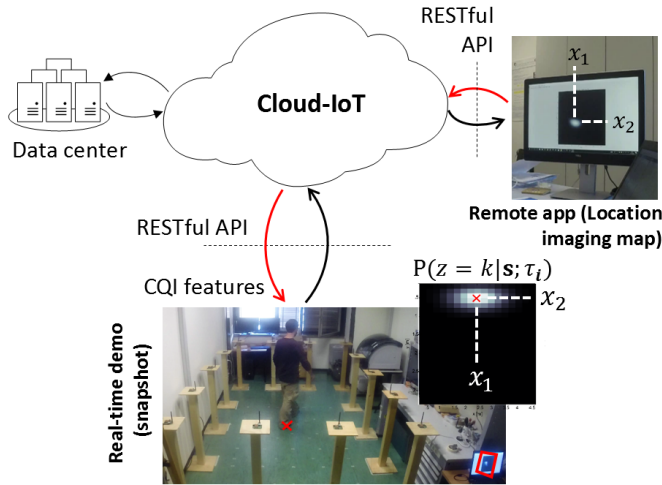 RESTful
API
Cloud-IoT
x₁
x₂
Data center
Remote app (Location
imaging map)
RESTful API
P(z = k|s; τᵢ)
CQI features
x₂
x₁
Real-time demo
(snapshot)